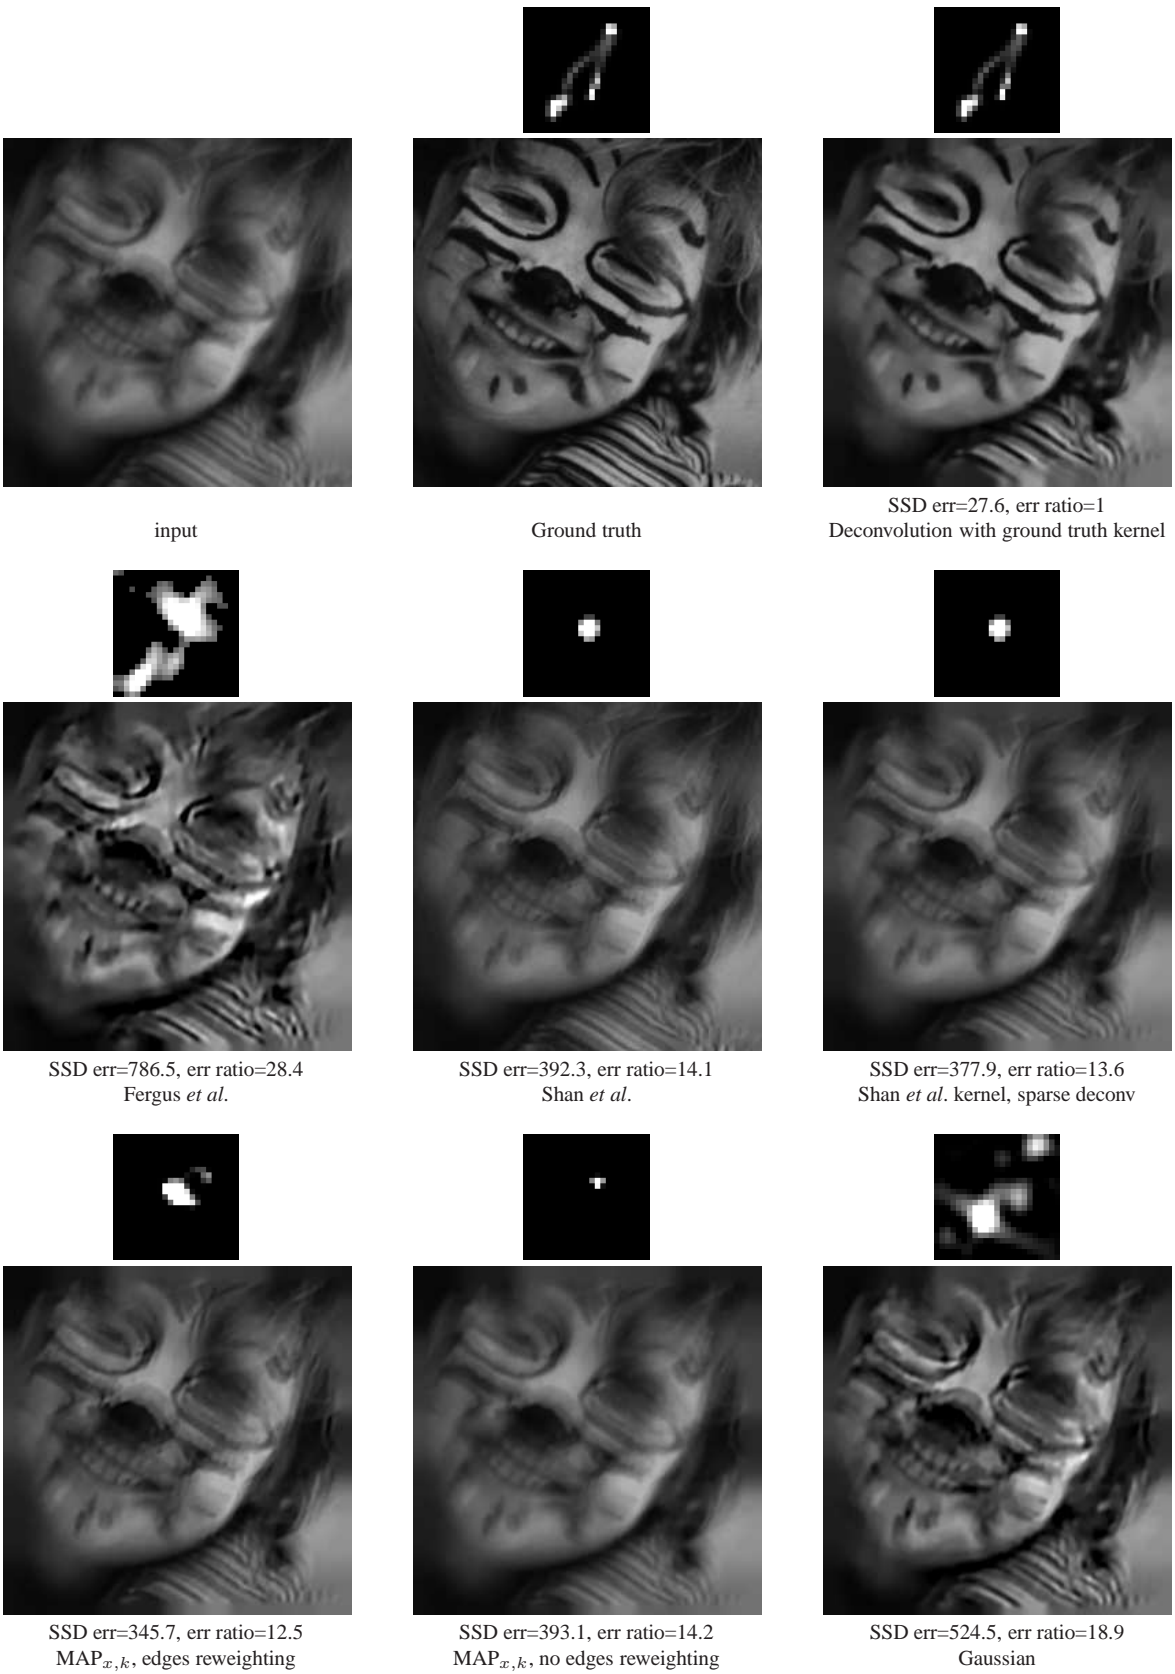 input
Ground truth
SSD err=27.6, err ratio=1
Deconvolution with ground truth kernel
SSD err=786.5, err ratio=28.4
Fergus et al.
SSD err=392.3, err ratio=14.1
Shan et al.
SSD err=377.9, err ratio=13.6
Shan et al. kernel, sparse deconv
SSD err=345.7, err ratio=12.5
MAPx,k, edges reweighting
SSD err=393.1, err ratio=14.2
MAPx,k, no edges reweighting
SSD err=524.5, err ratio=18.9
Gaussian